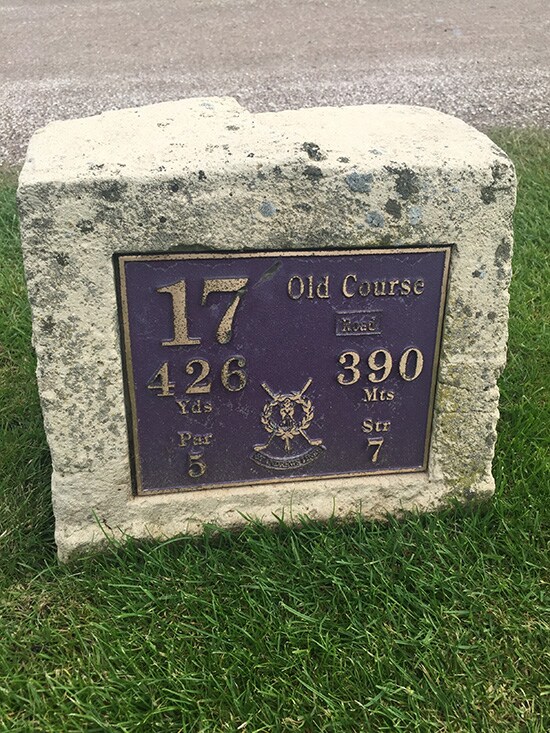 17
Old Course
Road
426
Yds
390
Mts
Par
5
Str
7